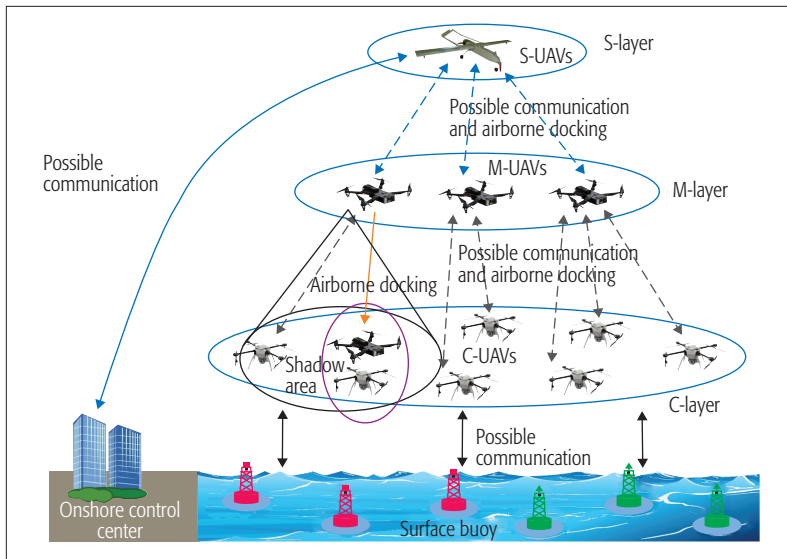 S-layer
S-UAVs
Possible communication
and airborne docking
Possible
communication
M-UAVs
M-layer
Possible communication
and airborne docking
Airborne docking
Shadow
area
C-UAVs
C-layer
Possible
communication
Onshore control
center
Surface buoy